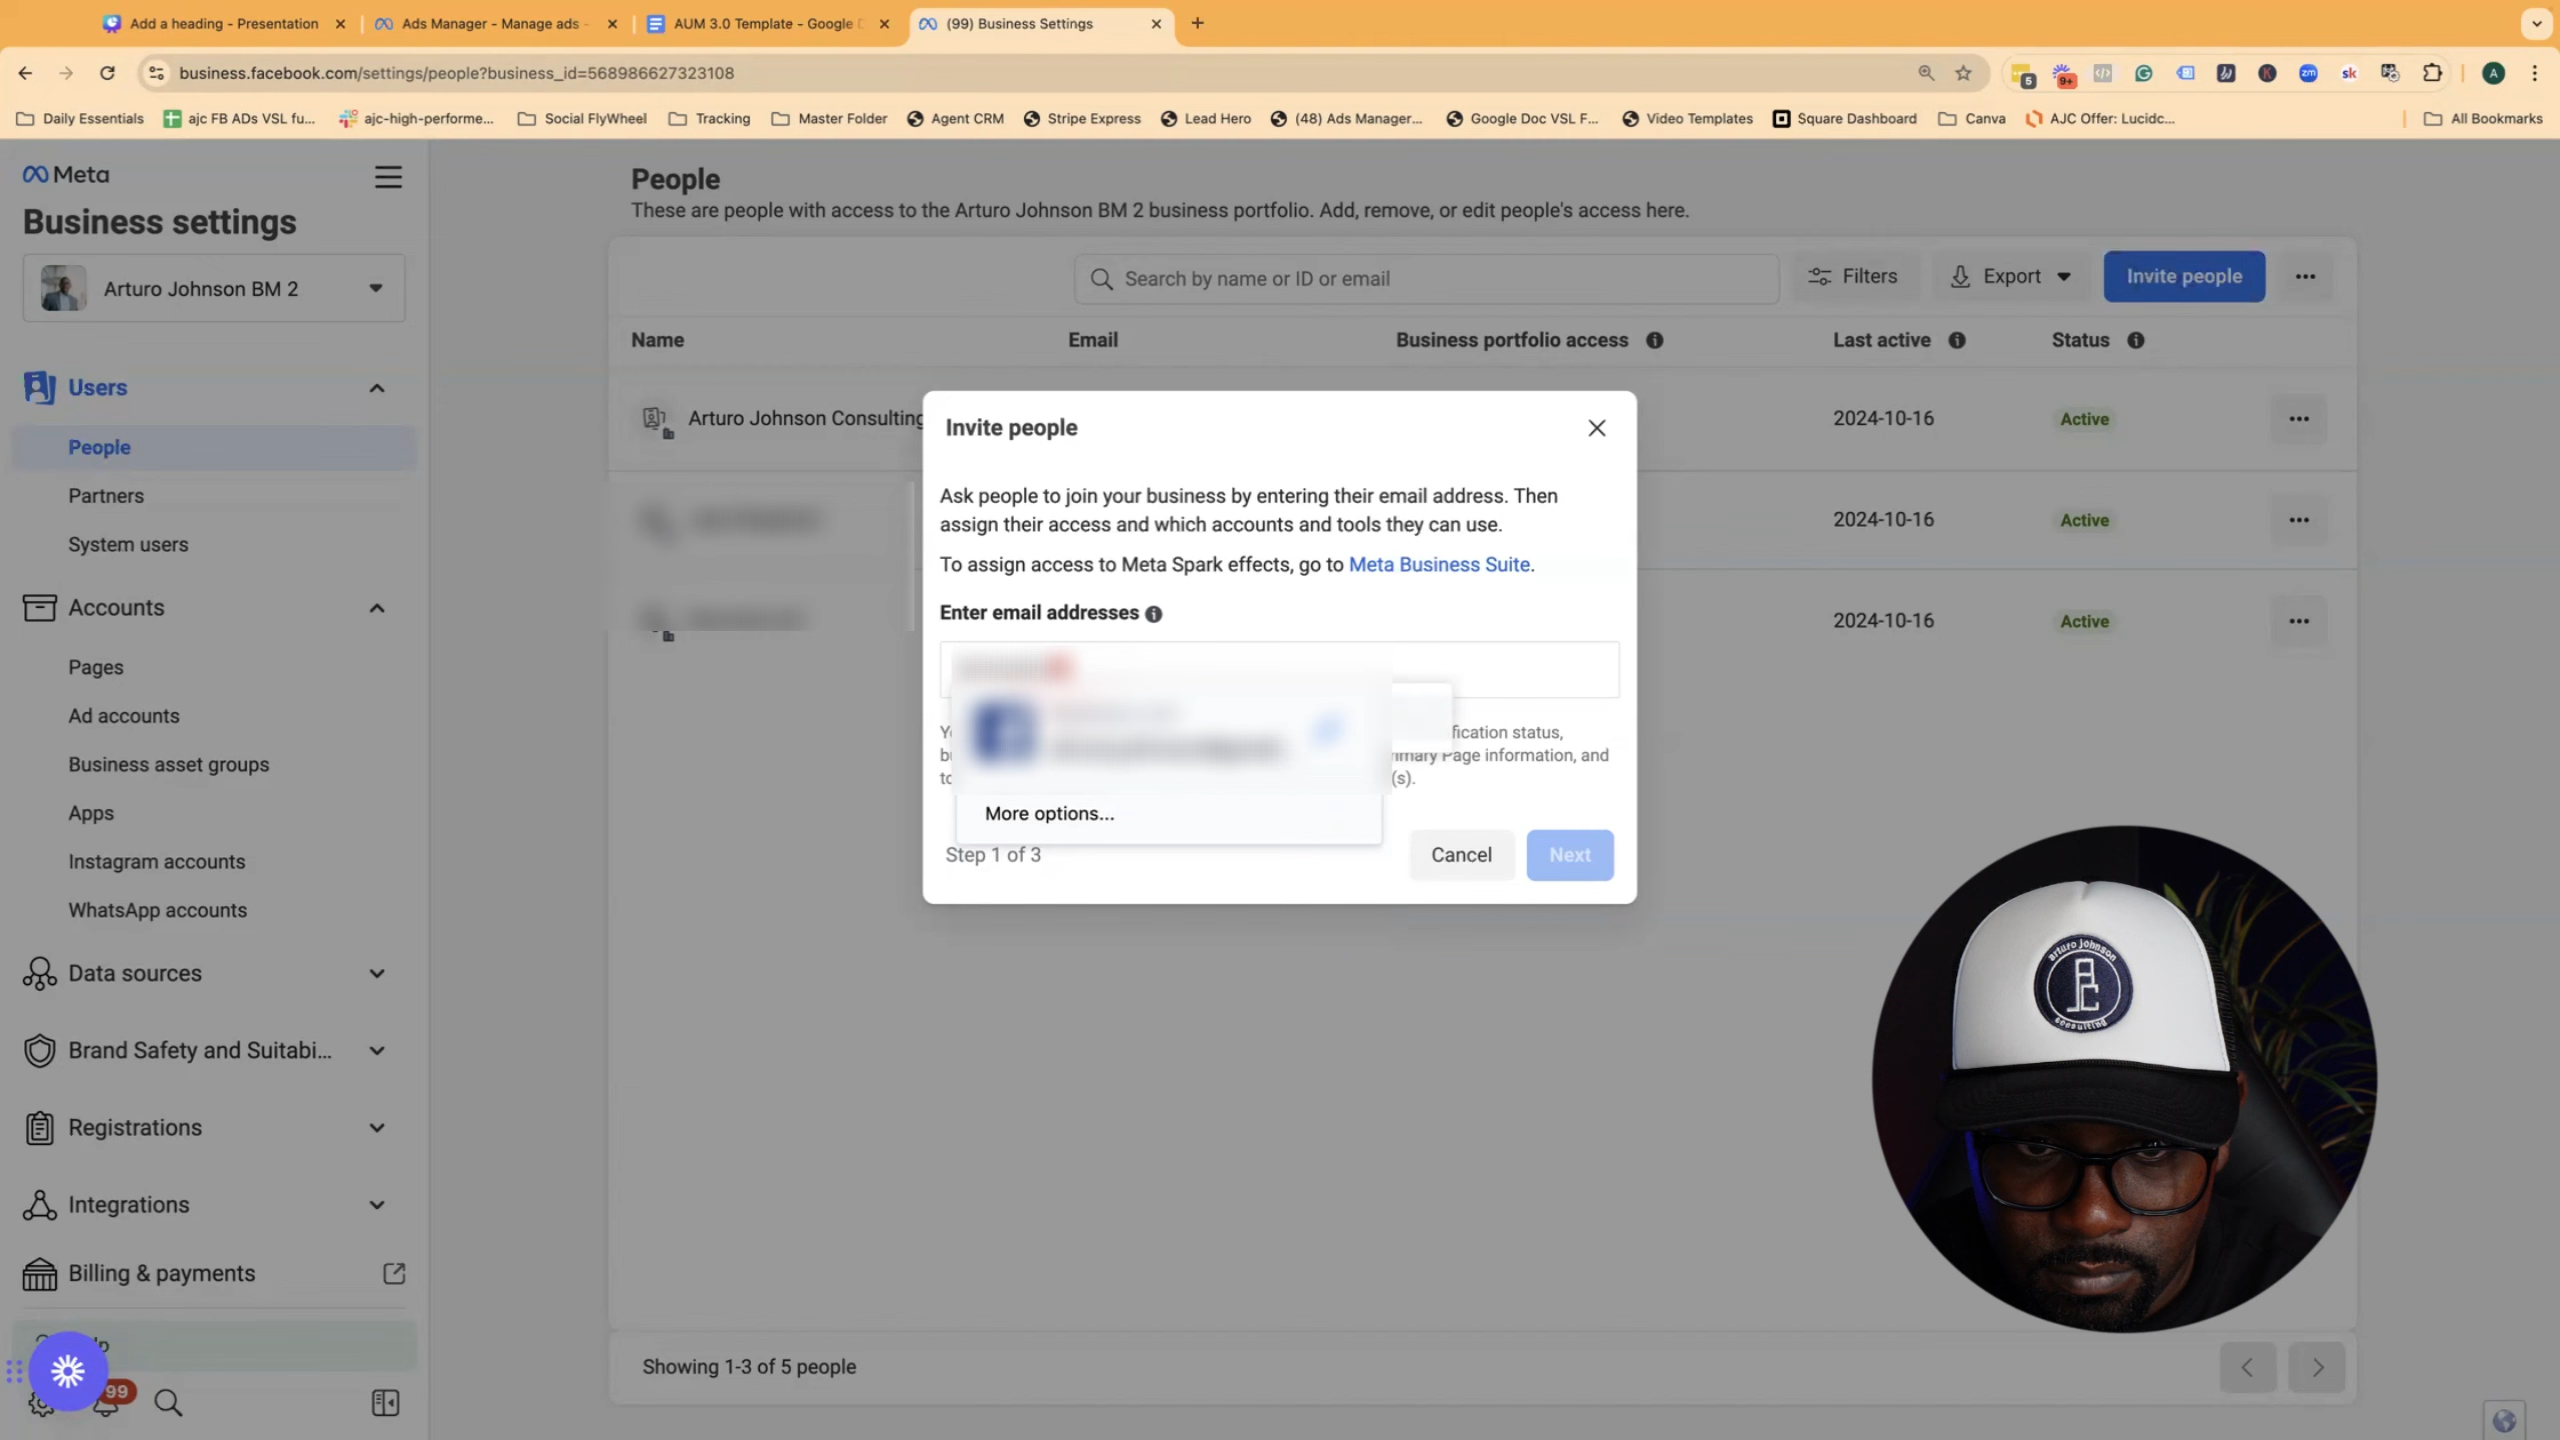 Add a heading - Presentation
Ads Manager - Manage ads -
AUM 3.0 Template - Google D
(99) Business Settings
business.facebook.com/settings/people?business_id=568986627323108
5
9+
zm
sk
A
Daily Essentials
ajc FB ADs VSL fu...
ajc-high-performe...
Social FlyWheel
Tracking
Master Folder
Agent CRM
Stripe Express
Lead Hero
(48) Ads Manager...
Google Doc VSL F...
Video Templates
Square Dashboard
Canva
AJC Offer: Lucidc...
All Bookmarks
Meta
Business settings
Arturo Johnson BM 2
Users
People
Partners
System users
Accounts
Pages
Ad accounts
Business asset groups
Apps
Instagram accounts
WhatsApp accounts
Data sources
Brand Safety and Suitabi...
Registrations
Integrations
Billing & payments
99
People
These are people with access to the Arturo Johnson BM 2 business portfolio. Add, remove, or edit people's access here.
Search by name or ID or email
Filters
Export
Invite people
Name
Email
Business portfolio access
Last active
Status
Arturo Johnson Consulting
2024-10-16
Active
2024-10-16
Active
2024-10-16
Active
Invite people
Ask people to join your business by entering their email address. Then
assign their access and which accounts and tools they can use.
To assign access to Meta Spark effects, go to Meta Business Suite.
Enter email addresses
fication status,
Page information, and
(s).
More options...
Step 1 of 3
Cancel
Next
arturo johnson
consulting
Showing 1-3 of 5 people